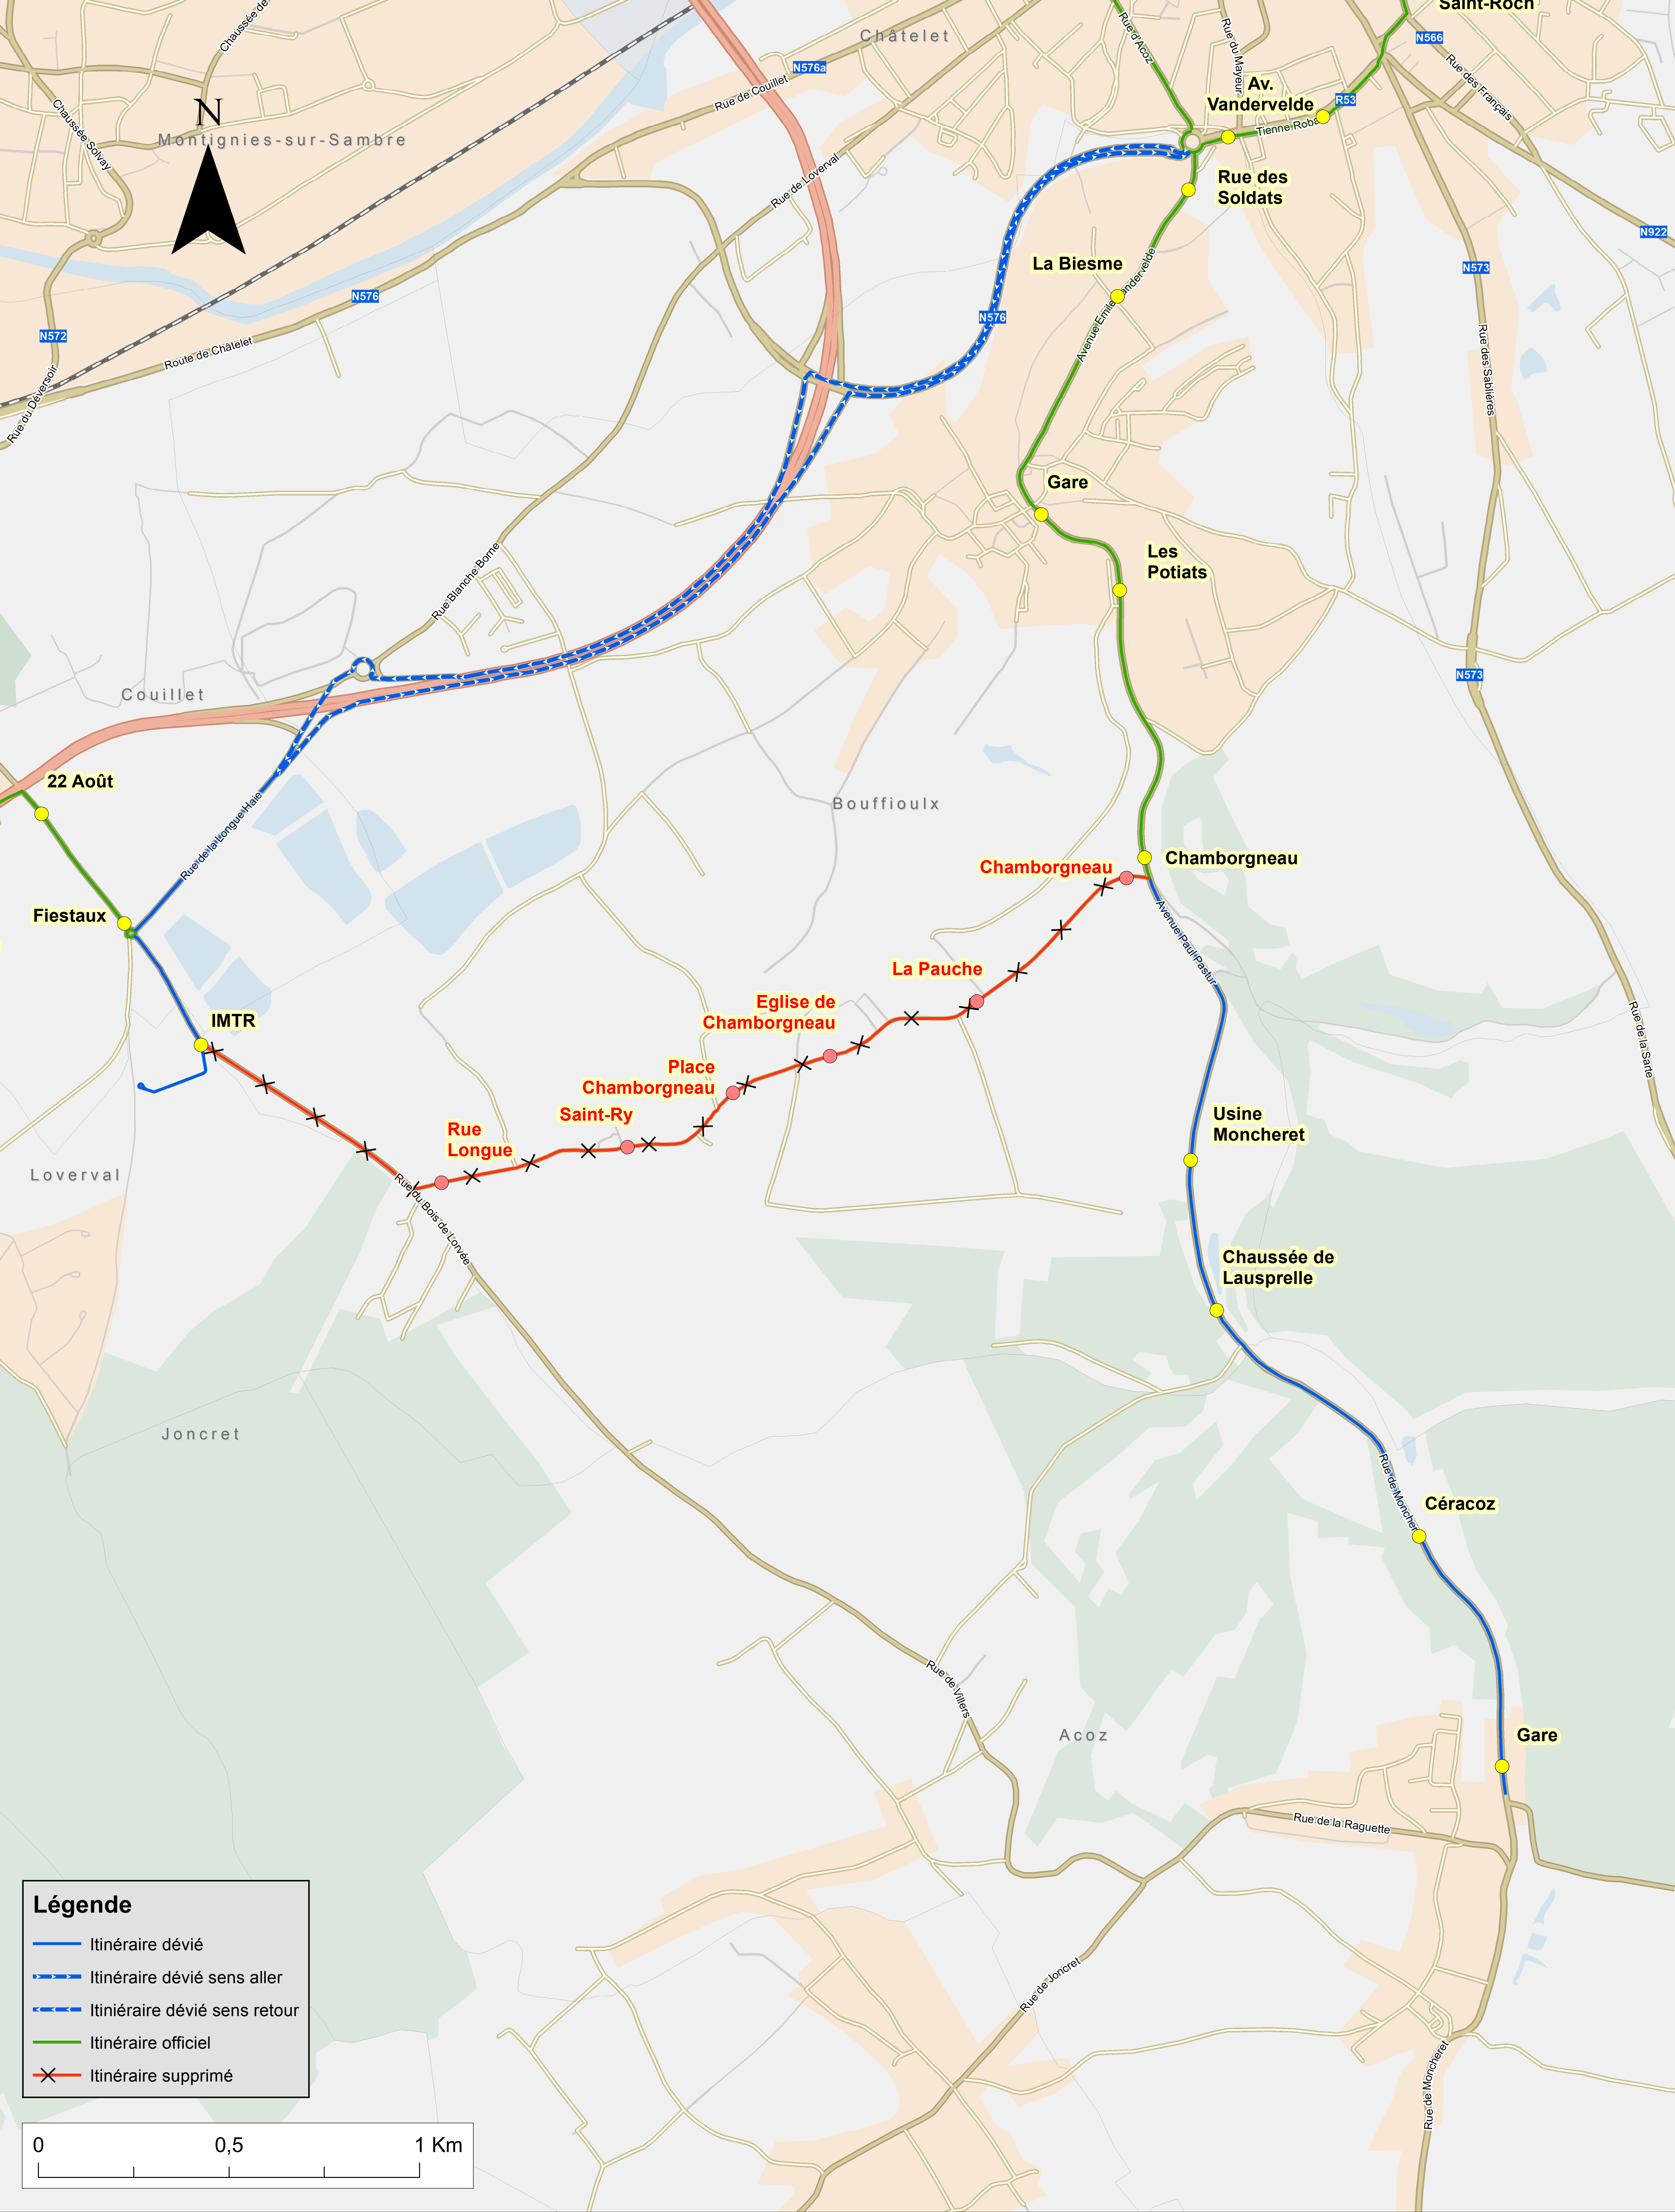 Saint-Roch
Châtelet
N566
N576a
Rue d'Acoz
Rue du Mayeur
Rue des Français
Chaussée de
Rue de Couillet
Av.
Vandervelde
R53
Tienne Roba
N
Montignies-sur-Sambre
Chaussée Solvay
Rue de Loverval
Rue des
Soldats
N922
La Biesme
N573
N576
N576
N572
Avenue Emile Vandervelde
Route de Châtelet
Rue du Déversoir
Rue des Sablières
Gare
Les
Potiats
Rue Blanche Borne
N573
Couillet
22 Août
Bouffioulx
Rue de la Longue Haie
Chamborgneau
Chamborgneau
Fiestaux
Avenue Paul Pastur
La Pauche
Eglise de
Chamborgneau
IMTR
Rue de la Sarte
Place
Chamborgneau
Saint-Ry
Usine
Moncheret
Rue
Longue
Loverval
Rue du Bois de Lorvée
Chaussée de
Lausprelle
Joncret
Rue de Moncher
Céracoz
Rue de Villers
Acoz
Gare
Rue de la Raguette
Légende
Itinéraire dévié
Itinéraire dévié sens aller
Itiniéraire dévié sens retour
Itinéraire officiel
Itinéraire supprimé
Rue de Joncret
Rue de Moncheret
0 0,5 1 Km